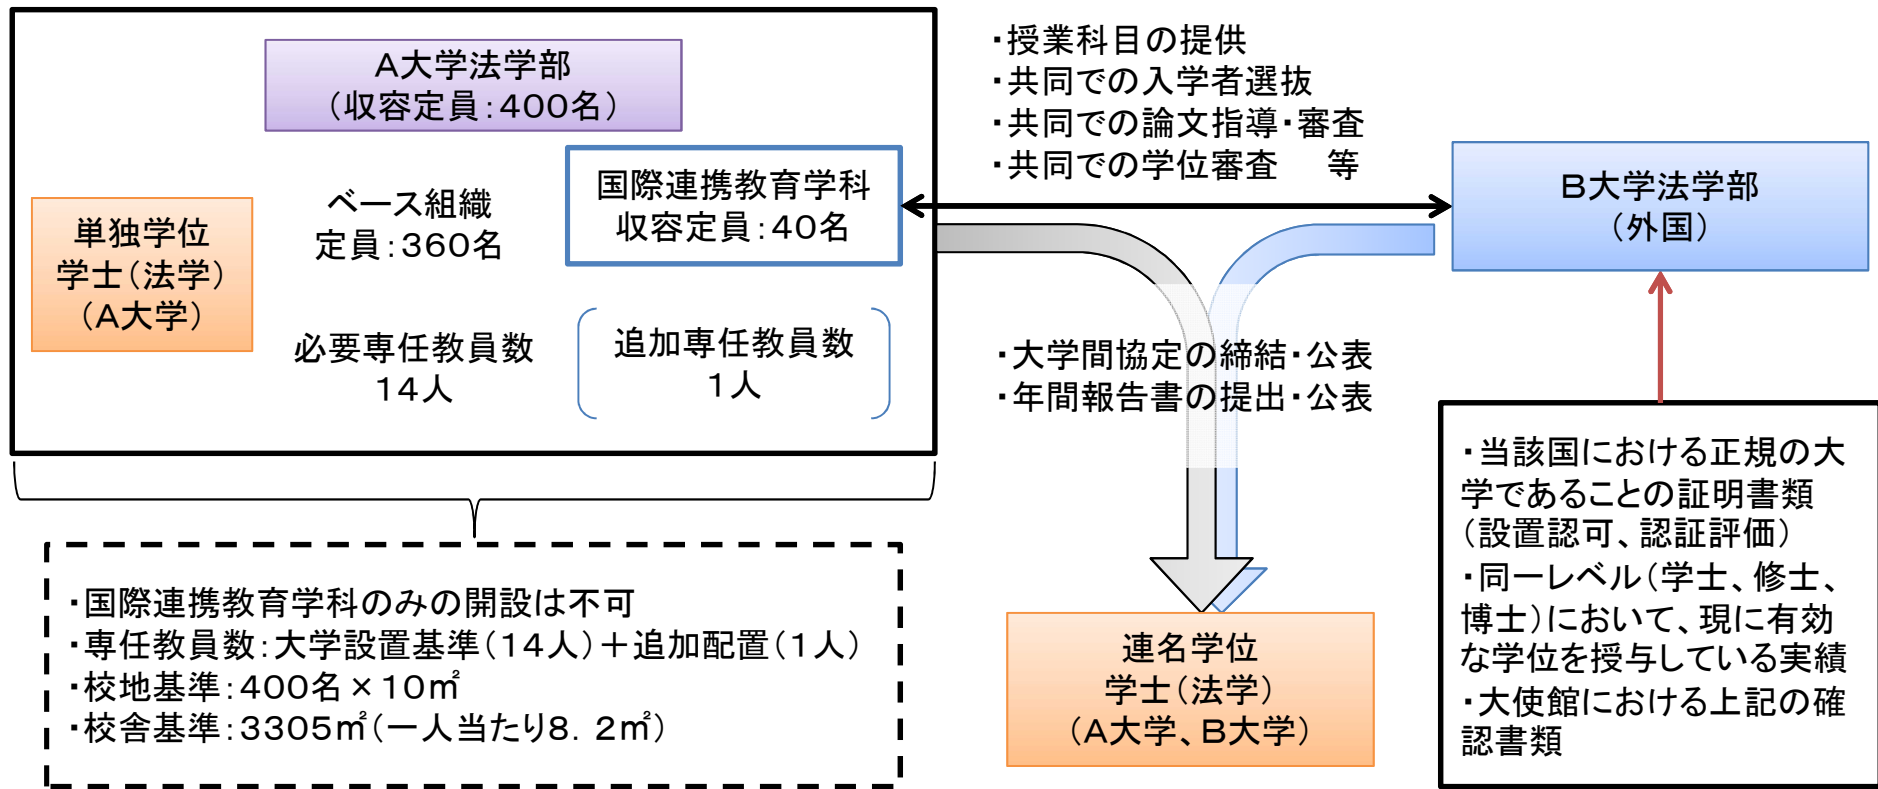 A大学法学部
（収容定員：400名）
単独学位
学士（法学）
（A大学）
ベース組織
定員：360名
国際連携教育学科
収容定員：40名
必要専任教員数
14人
追加専任教員数
1人
・授業科目の提供
・共同での入学者選抜
・共同での論文指導・審査
・共同での学位審査　等
B大学法学部
（外国）
・大学間協定の締結・公表
・年間報告書の提出・公表
・国際連携教育学科のみの開設は不可
・専任教員数：大学設置基準（14人）＋追加配置（1人）
・校地基準：400名×10㎡
・校舎基準：3305㎡（一人当たり8．2㎡）
連名学位
学士（法学）
（A大学、B大学）
・当該国における正規の大
学であることの証明書類
（設置認可、認証評価）
・同一レベル（学士、修士、
博士）において、現に有効
な学位を授与している実績
・大使館における上記の確
認書類